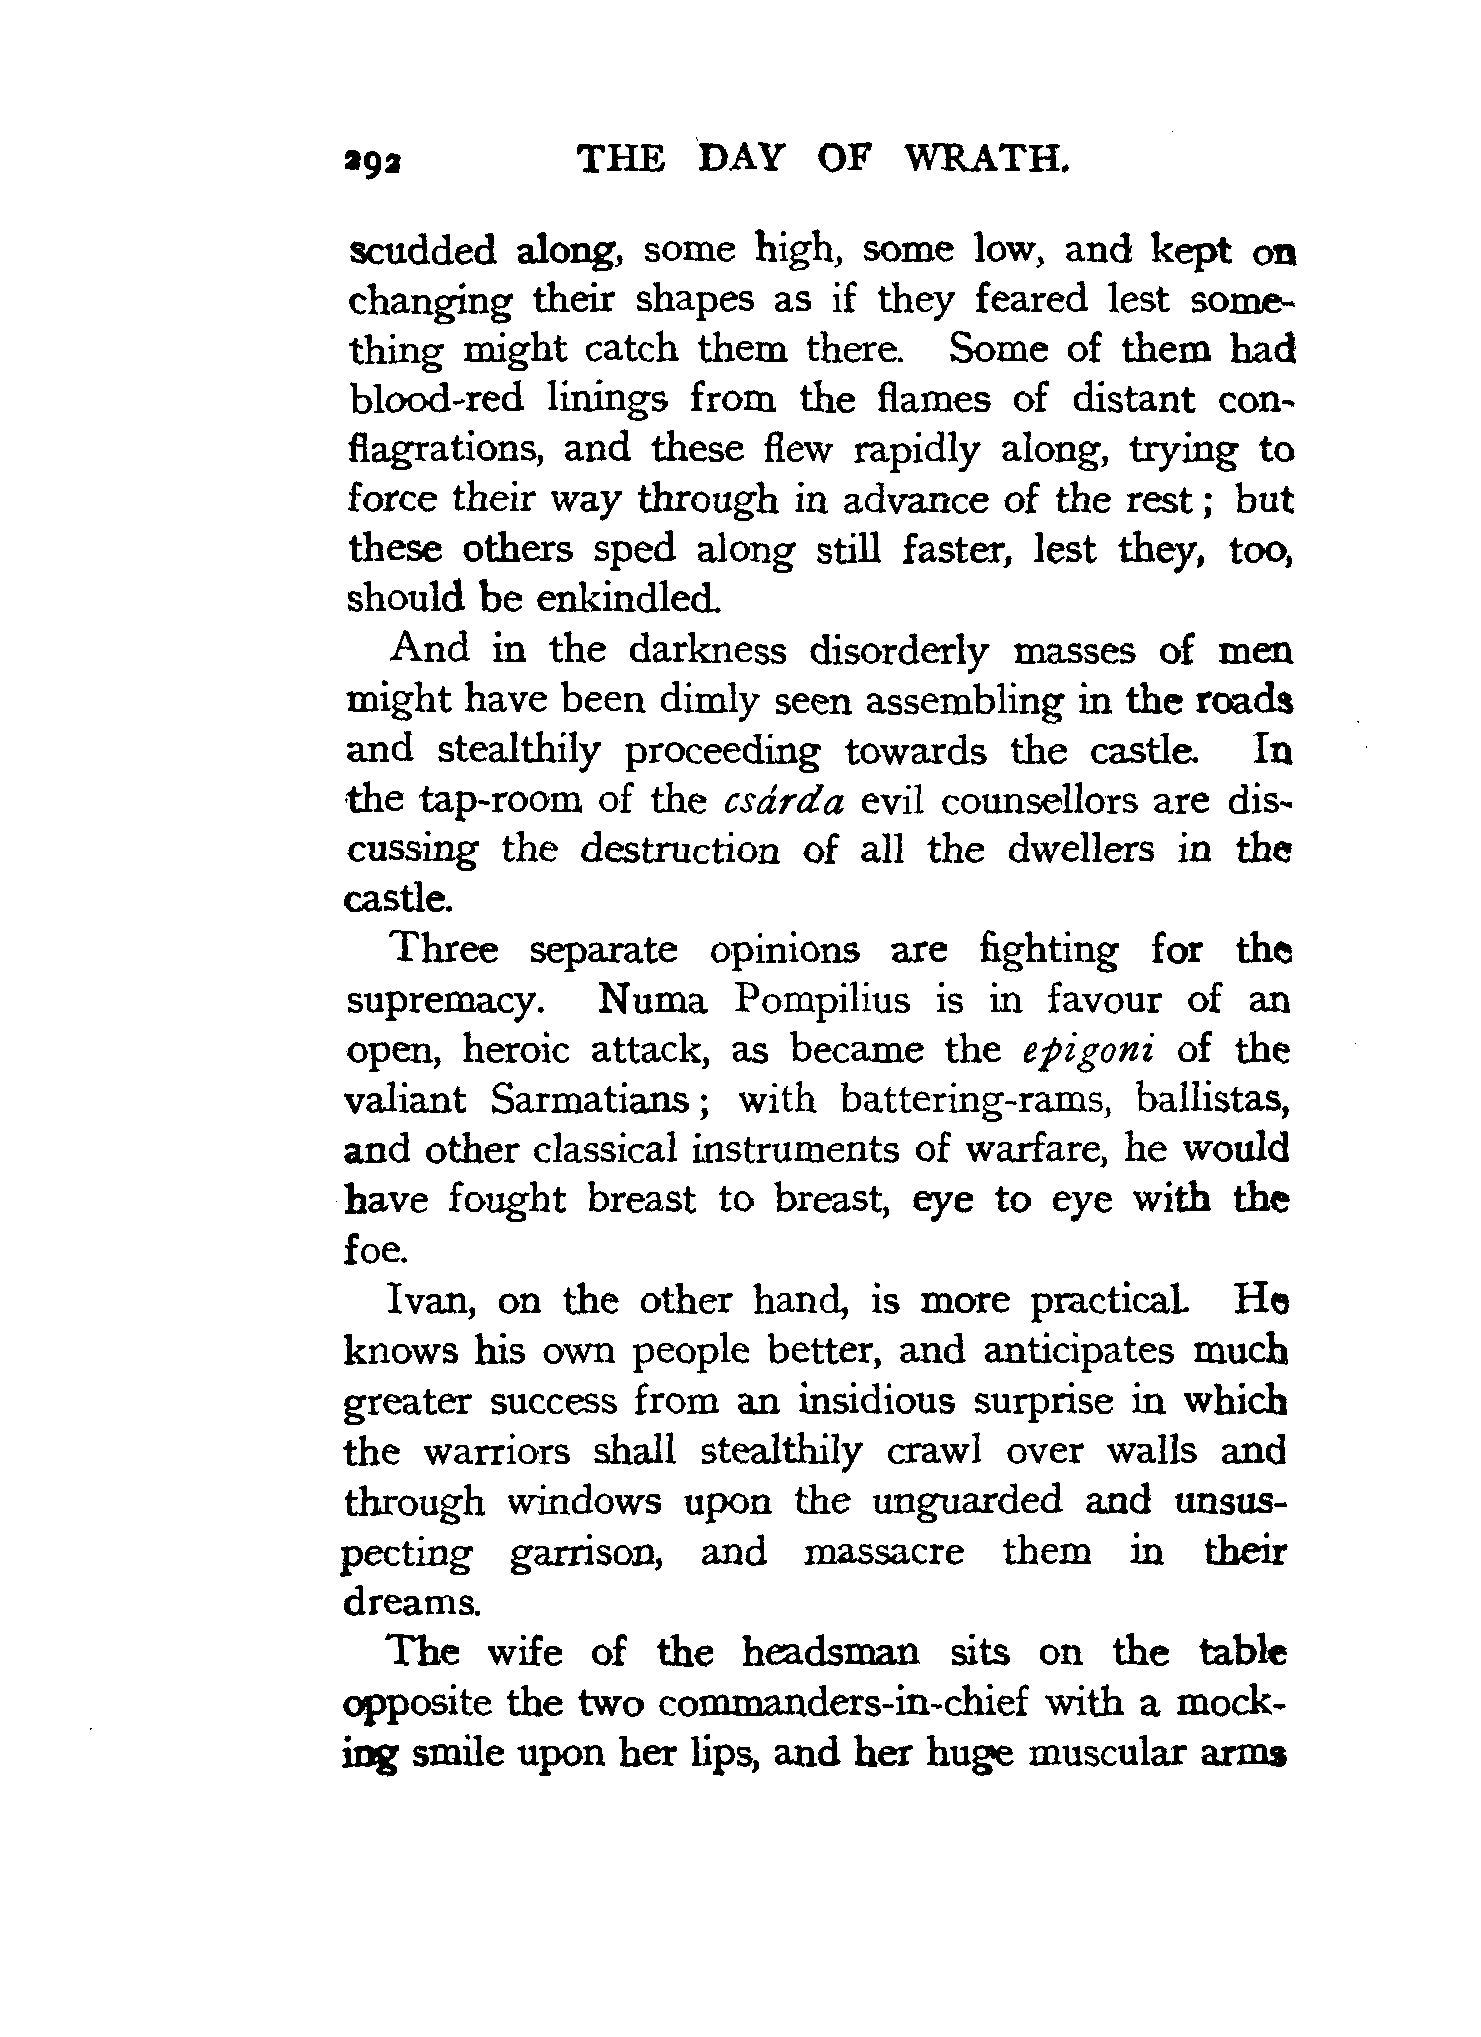 292 THE DAY OF WRATH.
scudded along, some high, some low, and kept on
changing their shapes as if they feared lest some-
thing might catch them there. Some of them had
blood-red linings from the flames of distant con-
flagrations, and these flew rapidly along, trying to
force their way through in advance of the rest; but
these others sped along still faster, lest they, too,
should be enkindled.
And in the darkness disorderly masses of men
might have been dimly seen assembling in the roads
and stealthily proceeding towards the castle. In
the tap-room of the csárda evil counsellors are dis-
cussing the destruction of all the dwellers in the
castle.
Three separate opinions are fighting for the
supremacy. Numa Pompilius is in favour of an
open, heroic attack, as became the epigoni of the
valiant Sarmatians; with battering-rams, ballistas,
and other classical instruments of warfare, he would
have fought breast to breast, eye to eye with the
foe.
Ivan, on the other hand, is more practical. He
knows his own people better, and anticipates much
greater success from an insidious surprise in which
the warriors shall stealthily crawl over walls and
through windows upon the unguarded and unsus-
pecting garrison, and massacre them in their
dreams.
The wife of the headsman sits on the table
opposite the two commanders-in-chief with a mock-
ing smile upon her lips, and her huge muscular arms